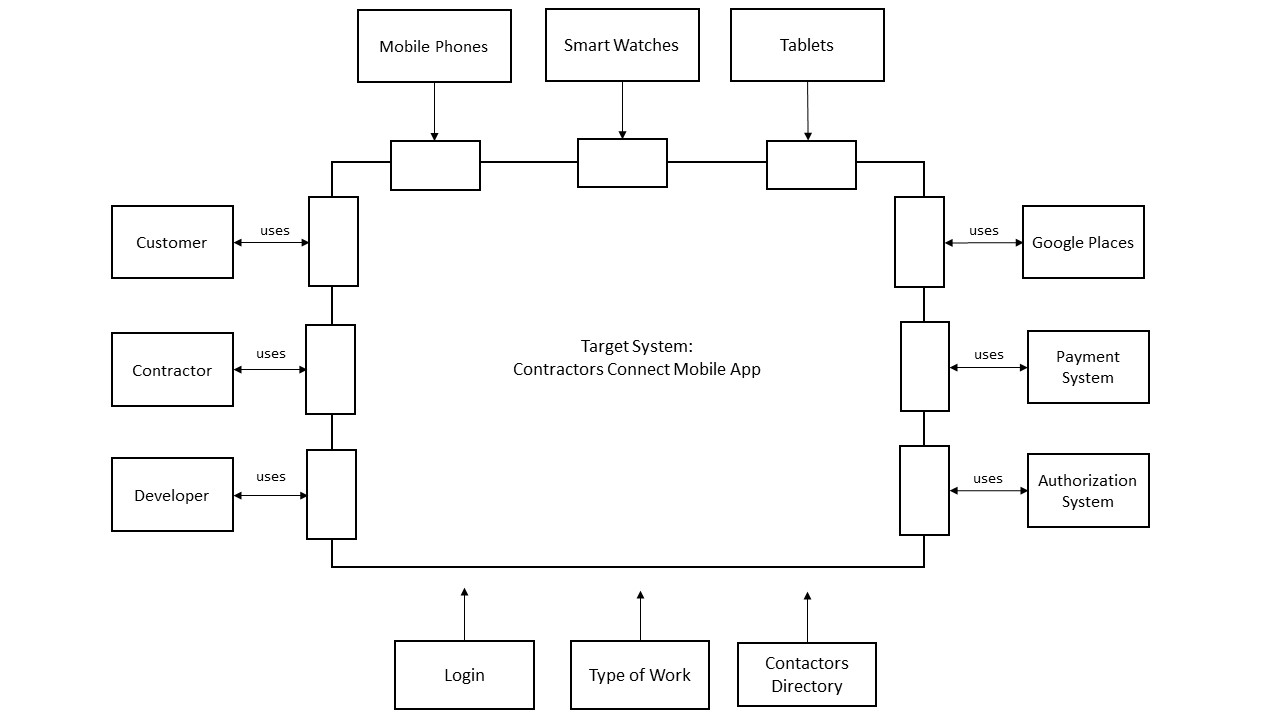 Mobile Phones
Smart Watches
Tablets
Customer
uses
uses
Google Places
Contractor
uses
Target System:
Contractors Connect Mobile App
uses
Payment
System
Developer
uses
uses
Authorization
System
Login
Type of Work
Contactors
Directory